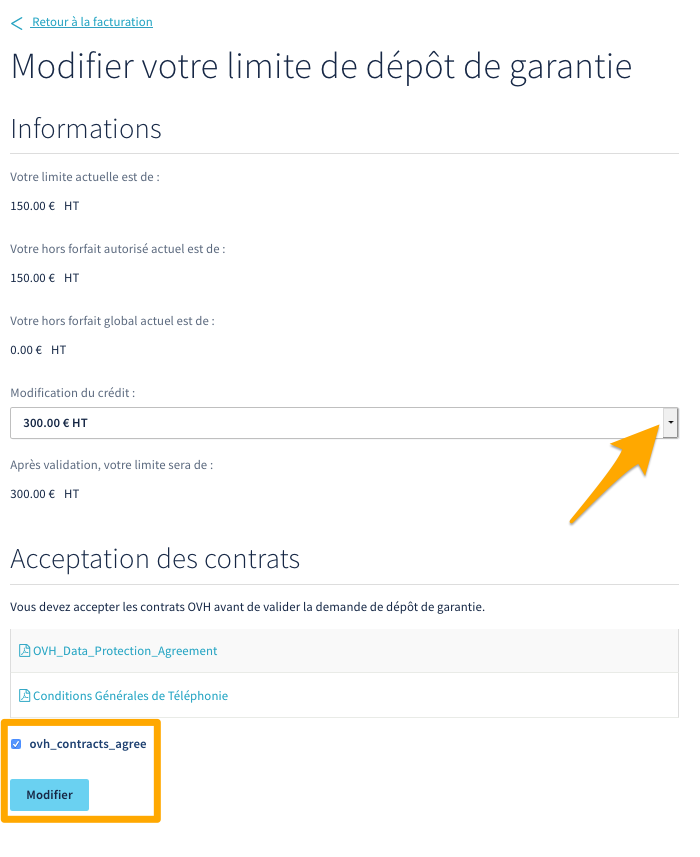 Retour à la facturation
Modifier votre limite de dépôt de garantie
Informations
Votre limite actuelle est de :
150.00 € HT
Votre hors forfait autorisé actuel est de :
150.00 € HT
Votre hors forfait global actuel est de :
0.00 € HT
Modification du crédit :
300.00 € HT
Après validation, votre limite sera de :
300.00 € HT
Acceptation des contrats
Vous devez accepter les contrats OVH avant de valider la demande de dépôt de garantie.
OVH_Data_Protection_Agreement
Conditions Générales de Téléphonie
ovh_contracts_agree
Modifier